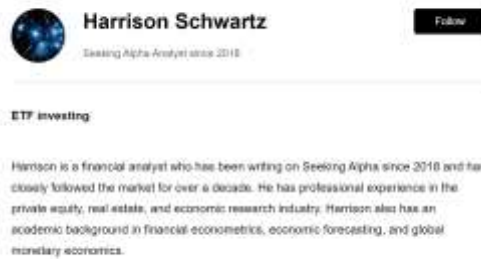 Harrison Schwartz
Follow
Seeking Alpha Analyst since 2018
ETF investing
Harrison is a financial analyst who has been writing on Seeking Alpha since 2018 and has
closely followed the market for over a decade. He has professional experience in the
private equity, real estate, and economic research industry. Harrison also has an
academic background in financial econometrics, economic forecasting, and global
monetary economics.